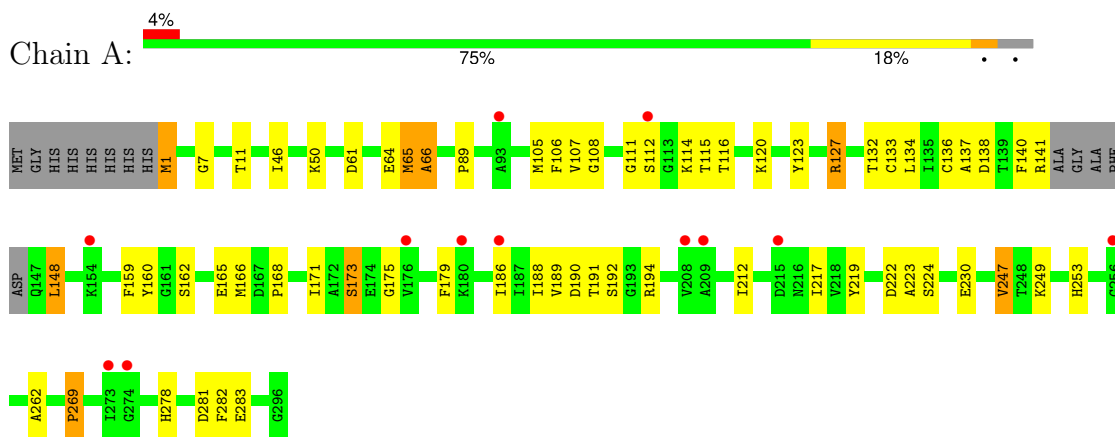 4%
Chain A:
75% 18% • •
MET GLY HIS HIS HIS HIS HIS HIS M1 G7 T11 I46 K50 D61 E64 M65 A66 P89 A93 M105 F106 V107 G108 G111 S112 G113 K114 T115 T116 K120 Y123 R127 T132 C133 L134 I135 C136 A137 D138 T139 F140 R141 ALA GLY ALA PHE
ASP Q147 L148 K154 F159 Y160 G161 S162 E165 M166 D167 P168 I171 A172 S173 E174 G175 V176 F179 K180 I186 I187 I188 V189 D190 T191 S192 G193 R194 V208 A209 I212 D215 N216 I217 V218 Y219 D222 A223 S224 E230 V247 T248 K249 H253 G256
A262 P269 I273 G274 H278 D281 F282 E283 G296